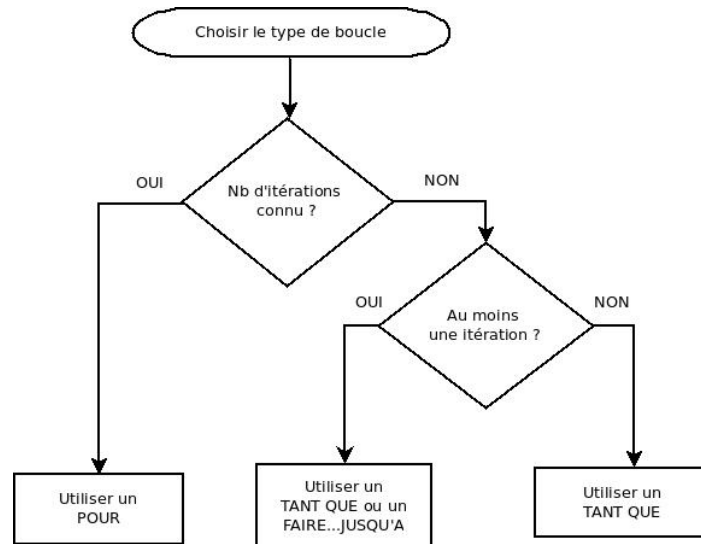 Choisir le type de boucle
Nb d'itérations
connu ?
OUI
NON
Au moins
une itération ?
OUI
NON
Utiliser un
POUR
Utiliser un
TANT QUE ou un
FAIRE...JUSQU'A
Utiliser un
TANT QUE